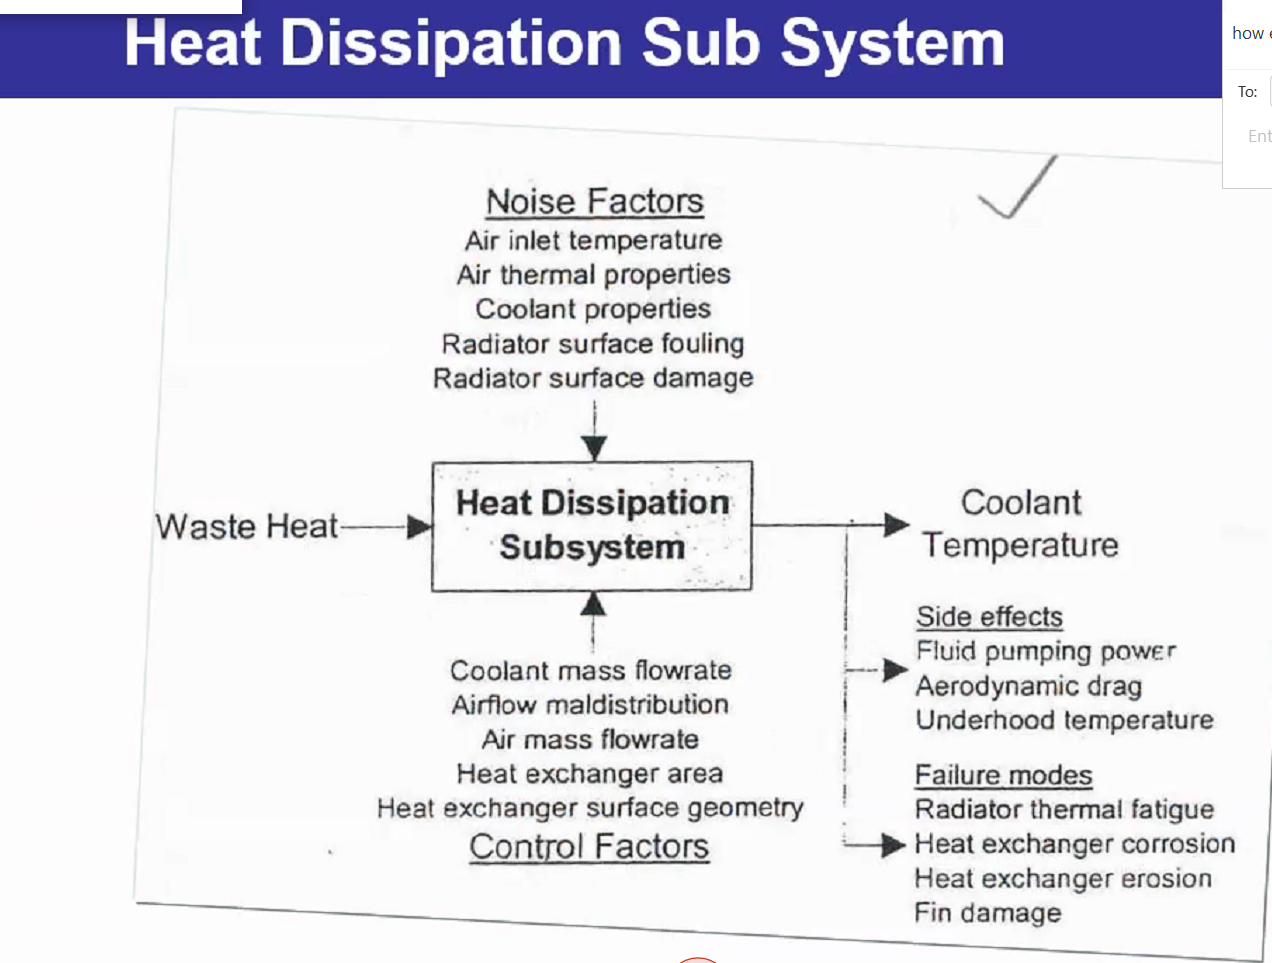 Heat Dissipation Sub System
how
To:
Ent
Noise Factors
Air inlet temperature
Air thermal properties
Coolant properties
Radiator surface fouling
Radiator surface damage
Waste Heat
Heat Dissipation
Subsystem
Coolant
Temperature
Side effects
Fluid pumping power
Aerodynamic drag
Underhood temperature
Failure modes
Radiator thermal fatigue
Heat exchanger corrosion
Heat exchanger erosion
Fin damage
Coolant mass flowrate
Airflow maldistribution
Air mass flowrate
Heat exchanger area
Heat exchanger surface geometry
Control Factors